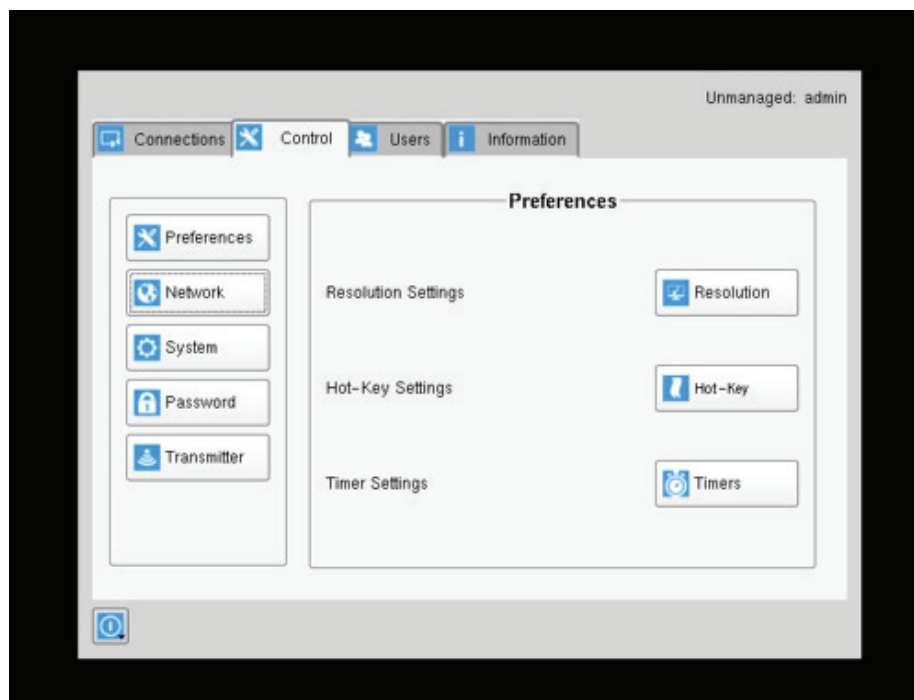 Unmanaged: admin
Connections Control Users Information
Preferences
Network
System
Password
Transmitter
Preferences
Resolution Settings Resolution
Hot-Key Settings Hot-Key
Timer Settings Timers